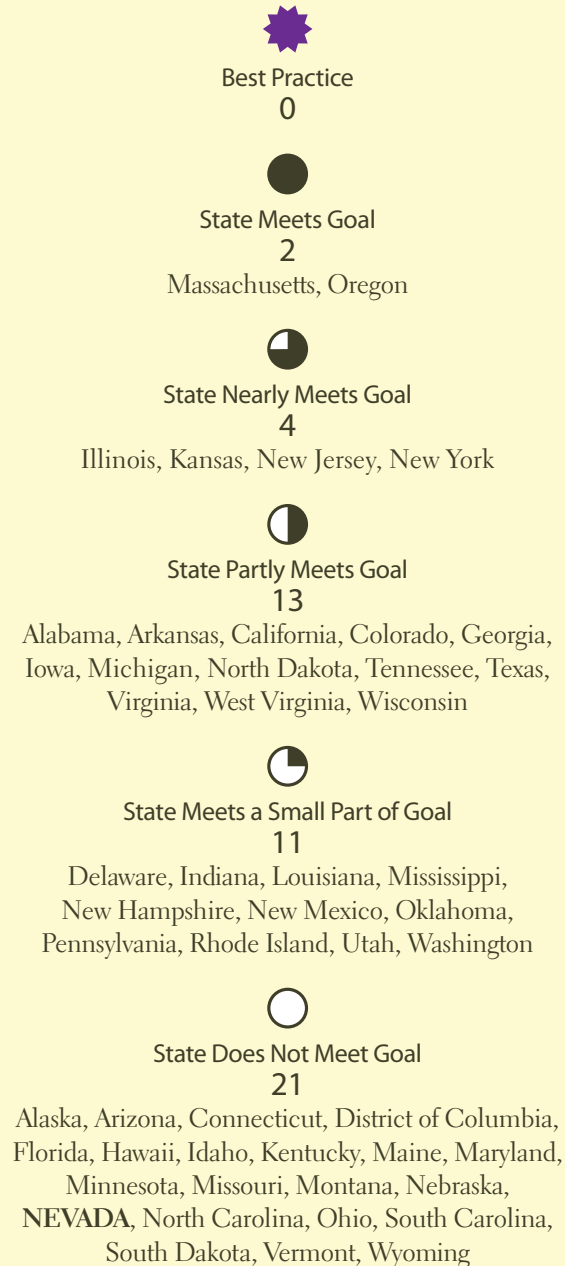 Best Practice
0
State Meets Goal
2
Massachusetts, Oregon
State Nearly Meets Goal
4
Illinois, Kansas, New Jersey, New York
State Partly Meets Goal
13
Alabama, Arkansas, California, Colorado, Georgia,
Iowa, Michigan, North Dakota, Tennessee, Texas,
Virginia, West Virginia, Wisconsin
State Meets a Small Part of Goal
11
Delaware, Indiana, Louisiana, Mississippi,
New Hampshire, New Mexico, Oklahoma,
Pennsylvania, Rhode Island, Utah, Washington
State Does Not Meet Goal
21
Alaska, Arizona, Connecticut, District of Columbia,
Florida, Hawaii, Idaho, Kentucky, Maine, Maryland,
Minnesota, Missouri, Montana, Nebraska,
NEVADA, North Carolina, Ohio, South Carolina,
South Dakota, Vermont, Wyoming